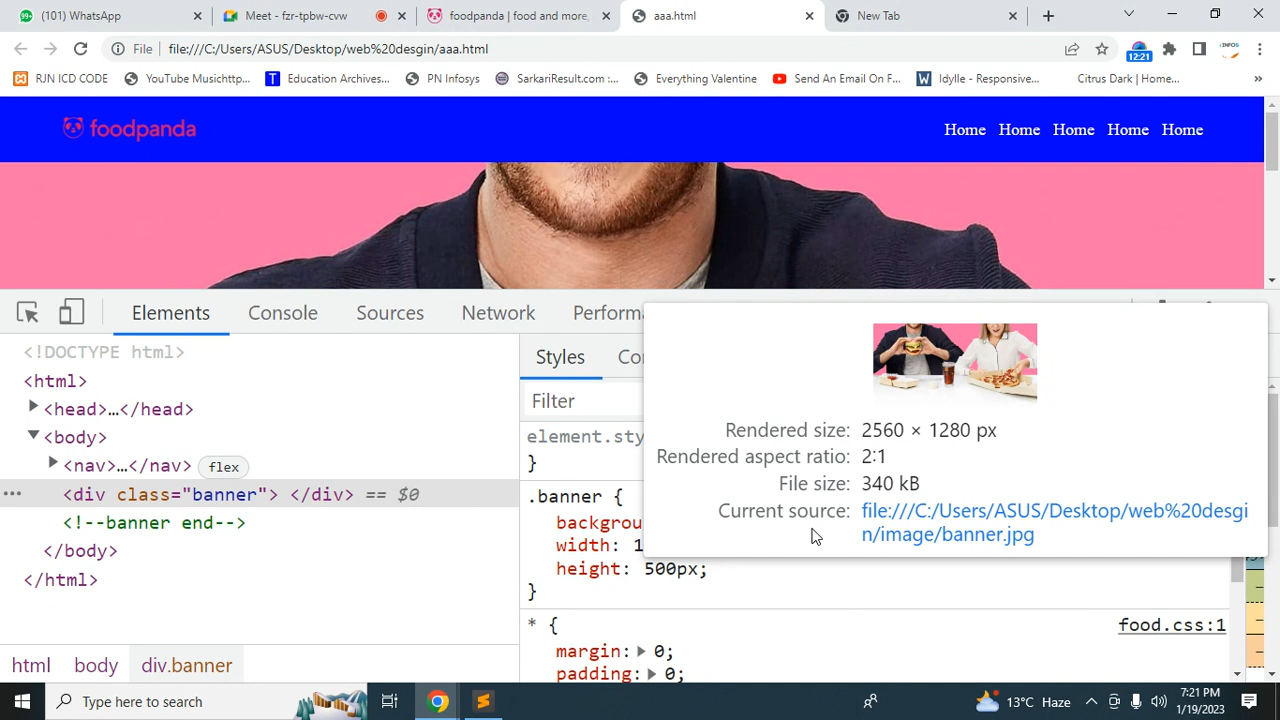 (101) WhatsApp
Meet - fzr-tpbw-cvw
foodpanda | food and more,
aaa.html
New Tab
File
file:///C:/Users/ASUS/Desktop/web%20desgin/aaa.html
12:21
INFOS
RJN ICD CODE
YouTube Musichttp...
Education Archives...
PN Infosys
SarkariResult.com :...
Everything Valentine
Send An Email On F...
Idylle - Responsive...
Citrus Dark | Home...
»
foodpanda
Home Home Home Home Home
Elements
Console
Sources
Network
Performa
<!DOCTYPE html>
<html>
<head>…</head>
<body>
<nav>…</nav> flex
<div class="banner"> </div> == $0
<!--banner end-->
</body>
</html>
html
body
div.banner
Styles
Co
Filter
element.sty
}
.banner {
backgrou
width: 1
height: 500px;
}
* {
food.css:1
margin: 0;
padding: 0;
Rendered size: 2560 × 1280 px
Rendered aspect ratio: 2:1
File size: 340 kB
Current source: file:///C:/Users/ASUS/Desktop/web%20desgi
n/image/banner.jpg
Type here to search
13°C Haze
7:21 PM
1/19/2023